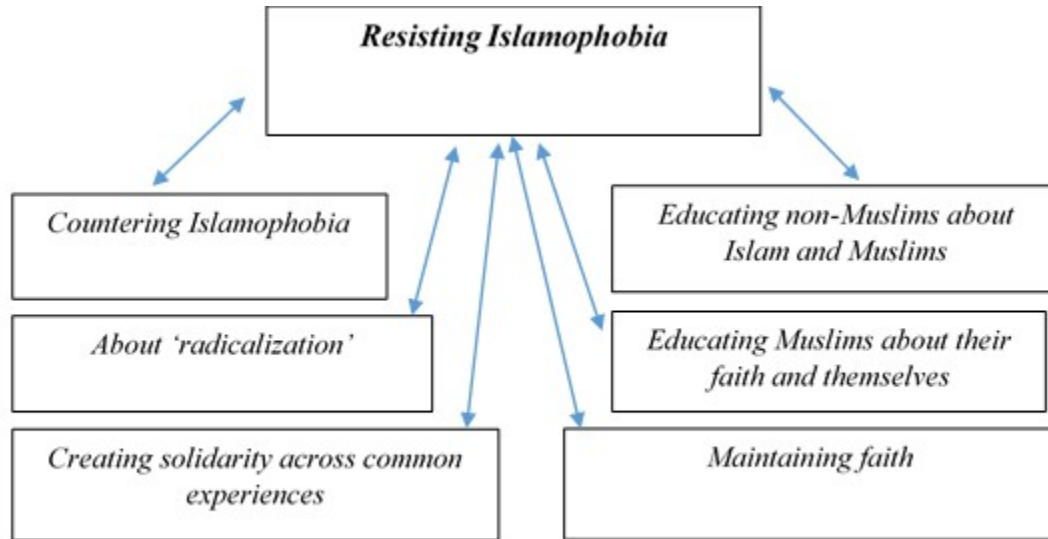 Resisting Islamophobia
Countering Islamophobia
Educating non-Muslims about
Islam and Muslims
About ‘radicalization’
Educating Muslims about their
faith and themselves
Creating solidarity across common
experiences
Maintaining faith